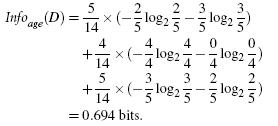 Info_age(D) = 5/14 × (−2/5 log₂ 2/5 − 3/5 log₂ 3/5)
+ 4/14 × (−4/4 log₂ 4/4 − 0/4 log₂ 0/4)
+ 5/14 × (−3/5 log₂ 3/5 − 2/5 log₂ 2/5)
= 0.694 bits.